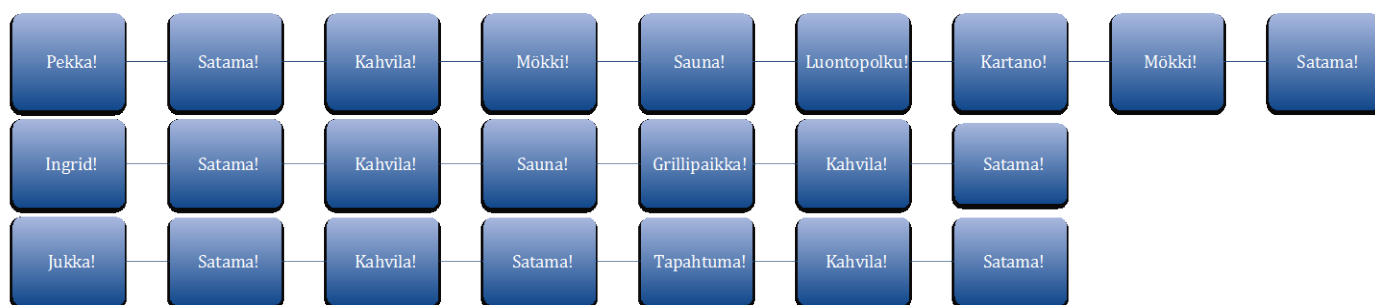 Pekka! Satama! Kahvila! Mökki! Sauna! Luontopolku! Kartano! Mökki! Satama!
Ingrid! Satama! Kahvila! Sauna! Grillipaikka! Kahvila! Satama!
Jukka! Satama! Kahvila! Satama! Tapahtuma! Kahvila! Satama!